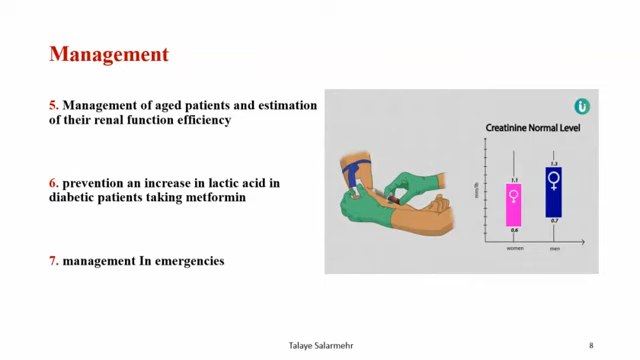 Management
5. Management of aged patients and estimation
of their renal function efficiency
6. prevention an increase in lactic acid in
diabetic patients taking metformin
7. management In emergencies
Creatinine Normal Level
1.3
1.1
0.7
0.6
women
men
Talaye Salarmehr
8